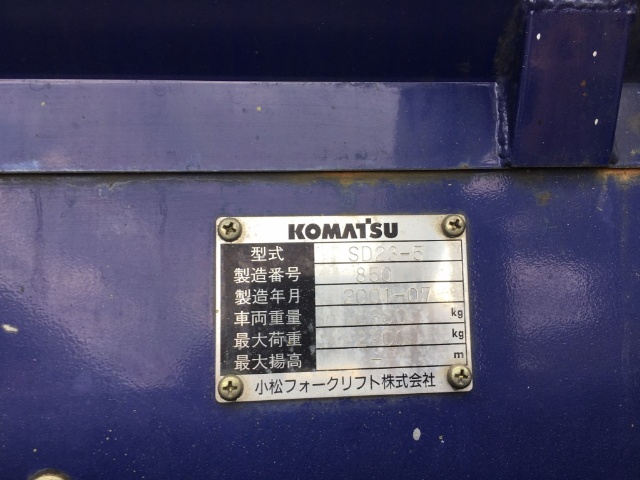 KOMATSU
型式 SD23-5
製造番号 850
製造年月 2001-07
車両重量 kg
最大荷重 kg
最大揚高 - m
小松フォークリフト株式会社